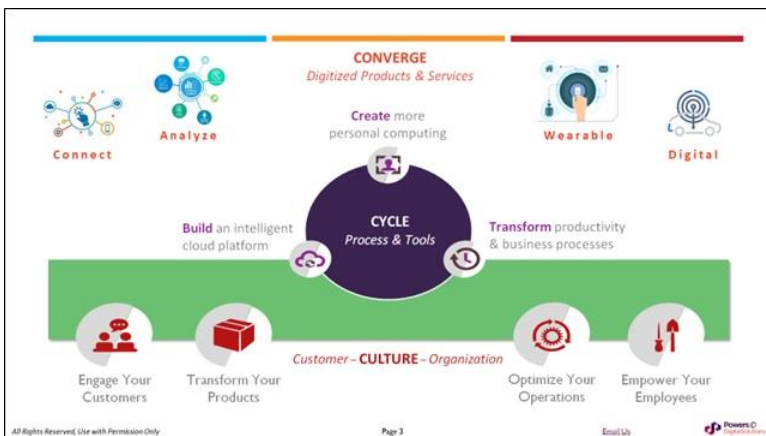 CONVERGE
Digitized Products & Services
Connect
Analyze
Create more
personal computing
Wearable
Digital
CYCLE
Process & Tools
Build an intelligent
cloud platform
Transform productivity
& business processes
Engage Your
Customers
Transform Your
Products
Customer – CULTURE – Organization
Optimize Your
Operations
Empower Your
Employees
All Rights Reserved, Use with Permission Only
Page 3
Email Us
Powers©
DigitalSolutions